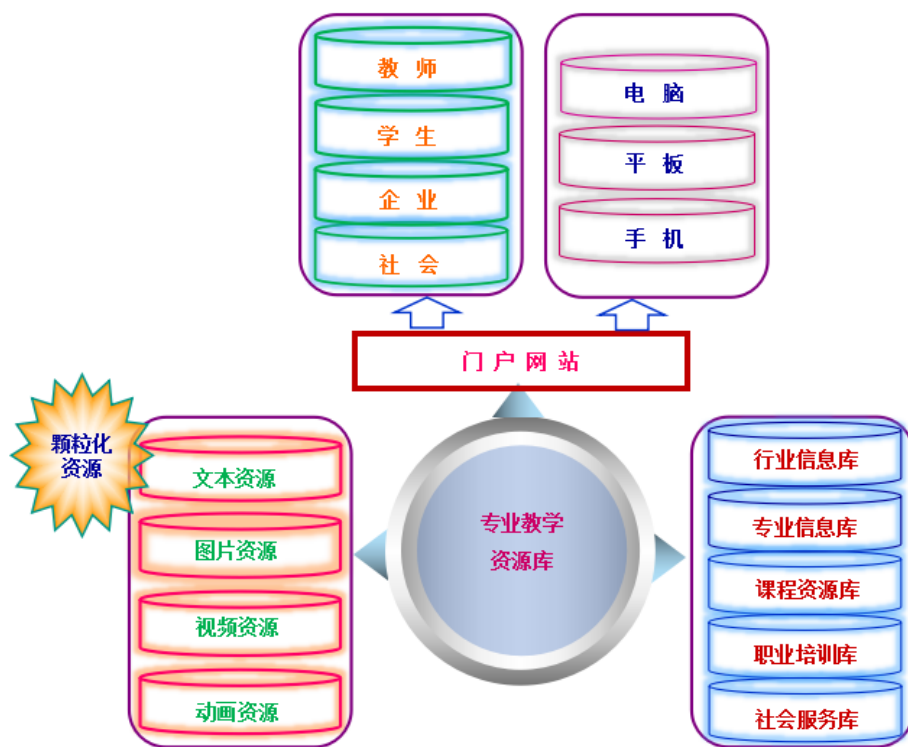 教 师
学 生
企 业
社 会
电 脑
平 板
手 机
门 户 网 站
颗粒化
资源
文本资源
图片资源
视频资源
动画资源
专业教学
资源库
行业信息库
专业信息库
课程资源库
职业培训库
社会服务库